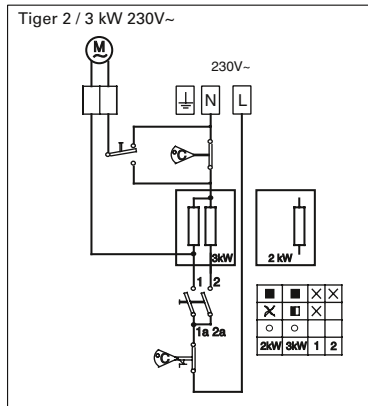 Tiger 2 / 3 kW 230V~
M
230V~
N L
°C
3kW
2 kW
1 2
1a 2a
°C
2kW 3kW 1 2